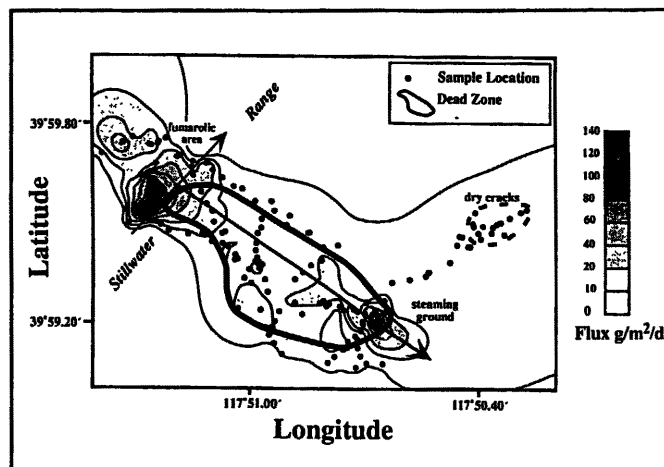 Sample Location
Dead Zone
Range
fumarolic
area
39°59.80'
dry cracks
Latitude
Stillwater
39°59.20'
steaming
ground
117°51.00'
117°50.40'
Longitude
140
120
100
80
60
40
20
10
0
Flux g/m²/d